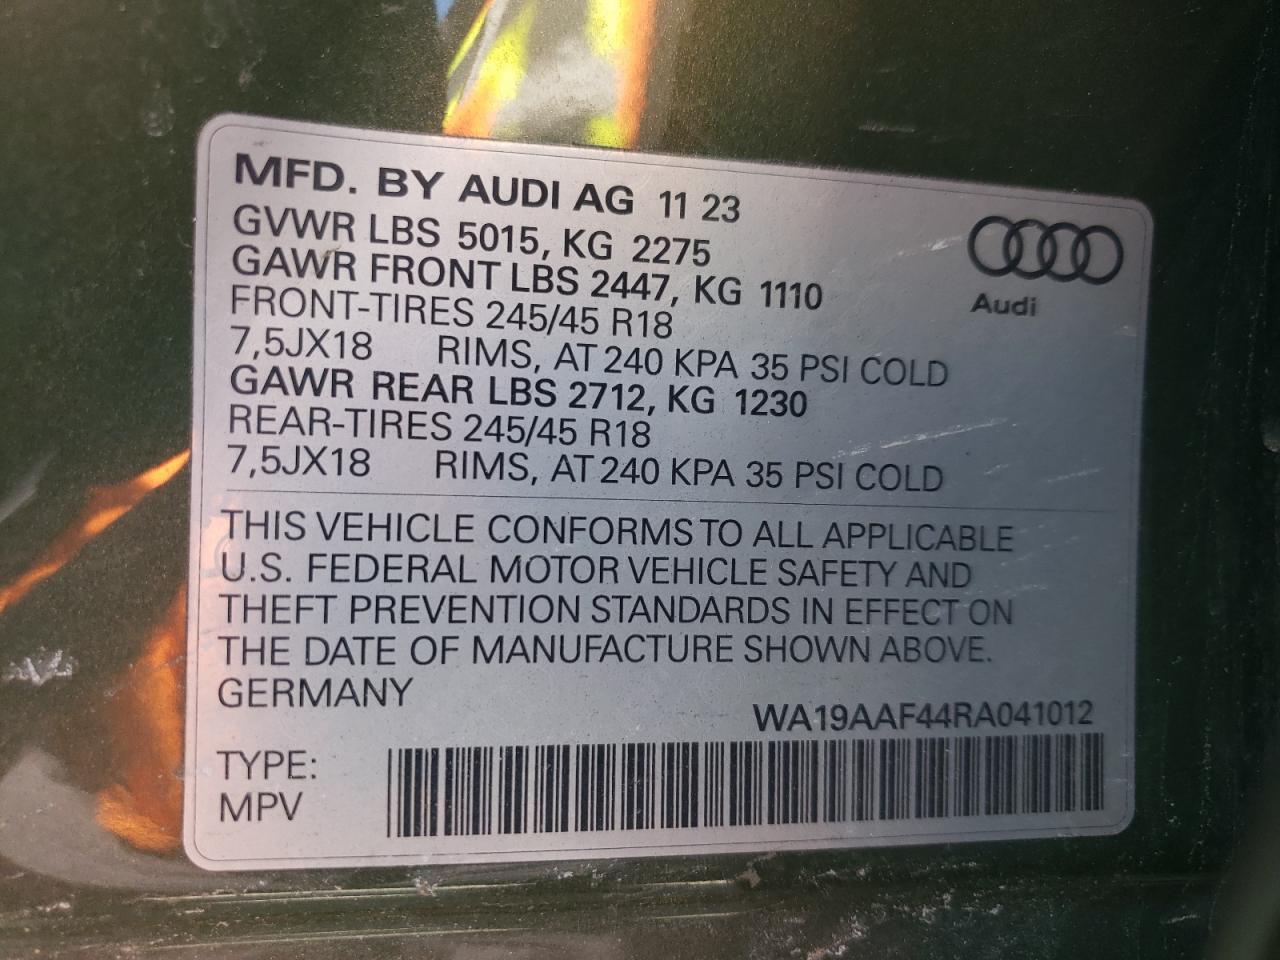 MFD. BY AUDI AG 11 23
GVWR LBS 5015, KG 2275
GAWR FRONT LBS 2447, KG 1110
FRONT-TIRES 245/45 R18
7,5JX18 RIMS, AT 240 KPA 35 PSI COLD
GAWR REAR LBS 2712, KG 1230
REAR-TIRES 245/45 R18
7,5JX18 RIMS, AT 240 KPA 35 PSI COLD
Audi
THIS VEHICLE CONFORMS TO ALL APPLICABLE
U.S. FEDERAL MOTOR VEHICLE SAFETY AND
THEFT PREVENTION STANDARDS IN EFFECT ON
THE DATE OF MANUFACTURE SHOWN ABOVE.
GERMANY
WA19AAF44RA041012
TYPE:
MPV